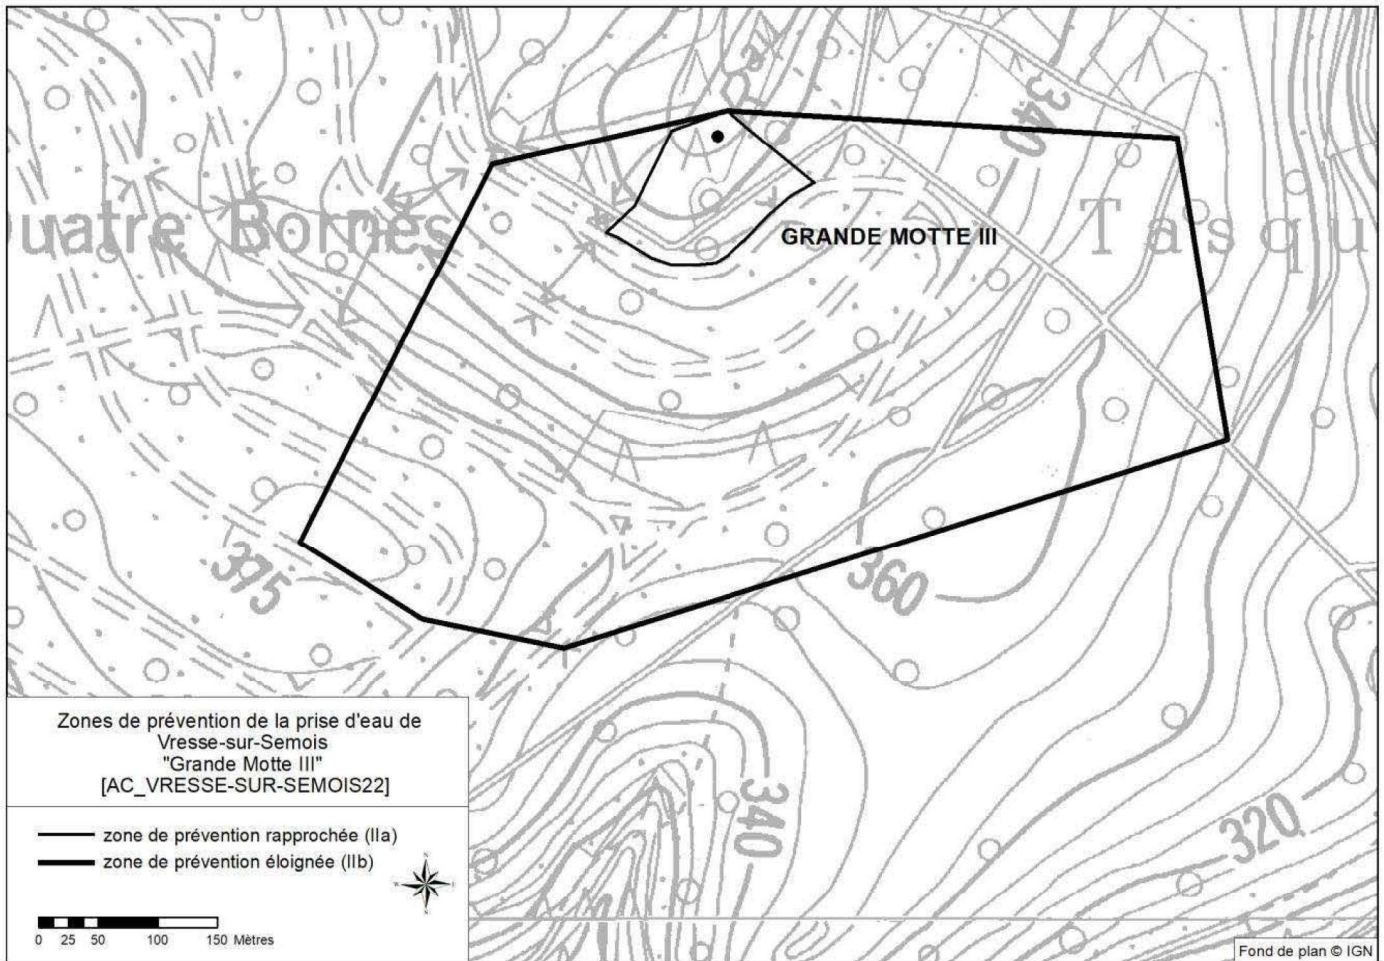 340
uatre Bornes
GRANDE MOTTE III
Tasqu
375
360
340
320
Zones de prévention de la prise d'eau de
Vresse-sur-Semois
"Grande Motte III"
[AC_VRESSE-SUR-SEMOIS22]
zone de prévention rapprochée (IIa)
zone de prévention éloignée (IIb)
N
W E
S
0 25 50 100 150 Mètres
Fond de plan © IGN